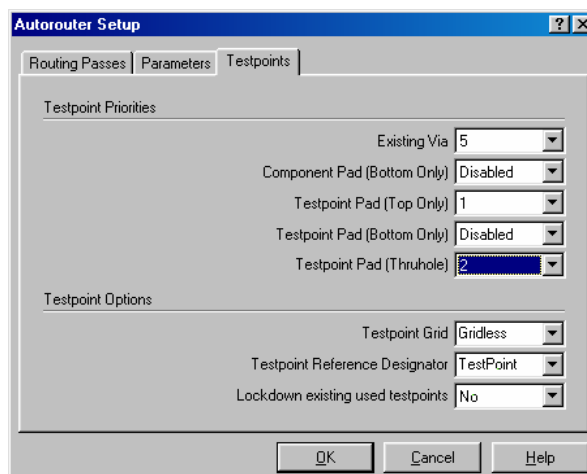 Autorouter Setup
Routing Passes Parameters Testpoints
Testpoint Priorities
Existing Via 5
Component Pad (Bottom Only) Disabled
Testpoint Pad (Top Only) 1
Testpoint Pad (Bottom Only) Disabled
Testpoint Pad (Thruhole) 2
Testpoint Options
Testpoint Grid Gridless
Testpoint Reference Designator TestPoint
Lockdown existing used testpoints No
OK Cancel Help